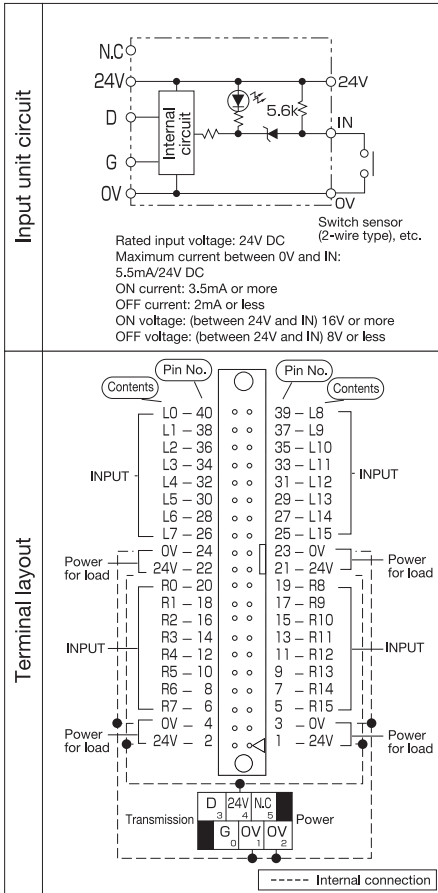 Input unit circuit
N.C
24V
24V
D
Internal circuit
5.6k
IN
G
0V
0V
Switch sensor
(2-wire type), etc.
Rated input voltage: 24V DC
Maximum current between 0V and IN:
5.5mA/24V DC
ON current: 3.5mA or more
OFF current: 2mA or less
ON voltage: (between 24V and IN) 16V or more
OFF voltage: (between 24V and IN) 8V or less
Terminal layout
Pin No. Pin No.
Contents Contents
L0 – 40 39 – L8
L1 – 38 37 – L9
L2 – 36 35 – L10
L3 – 34 33 – L11
INPUT L4 – 32 31 – L12 INPUT
L5 – 30 29 – L13
L6 – 28 27 – L14
L7 – 26 25 – L15
Power for load 0V – 24 23 – 0V Power for load
24V – 22 21 – 24V
R0 – 20 19 – R8
R1 – 18 17 – R9
R2 – 16 15 – R10
R3 – 14 13 – R11
INPUT R4 – 12 11 – R12 INPUT
R5 – 10 9 – R13
R6 – 8 7 – R14
R7 – 6 5 – R15
Power for load 0V – 4 3 – 0V Power for load
24V – 2 1 – 24V
Transmission D 3 24V 4 N.C 5 Power
G 0 0V 1 0V 2
----- Internal connection